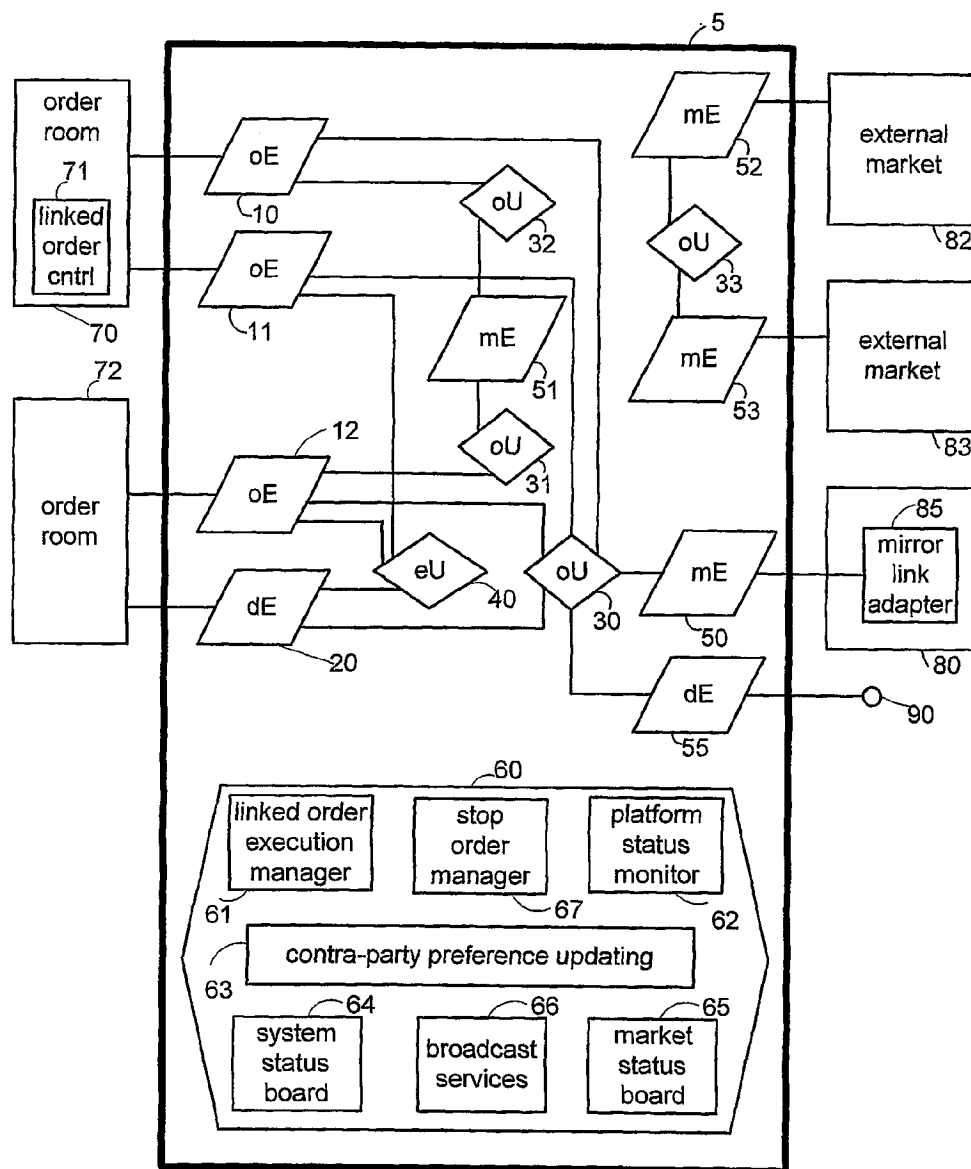 5
order
room
71
linked
order
cntrl
70
oE
10
oE
11
oU
32
mE
51
oU
31
mE
52
oU
33
mE
53
external
market
82
external
market
83
72
order
room
12
oE
dE
20
eU
40
oU
30
mE
50
dE
55
85
mirror
link
adapter
80
90
60
linked order
execution
manager
61
stop
order
manager
67
platform
status
monitor
62
contra-party preference updating
63
64
system
status
board
66
broadcast
services
65
market
status
board